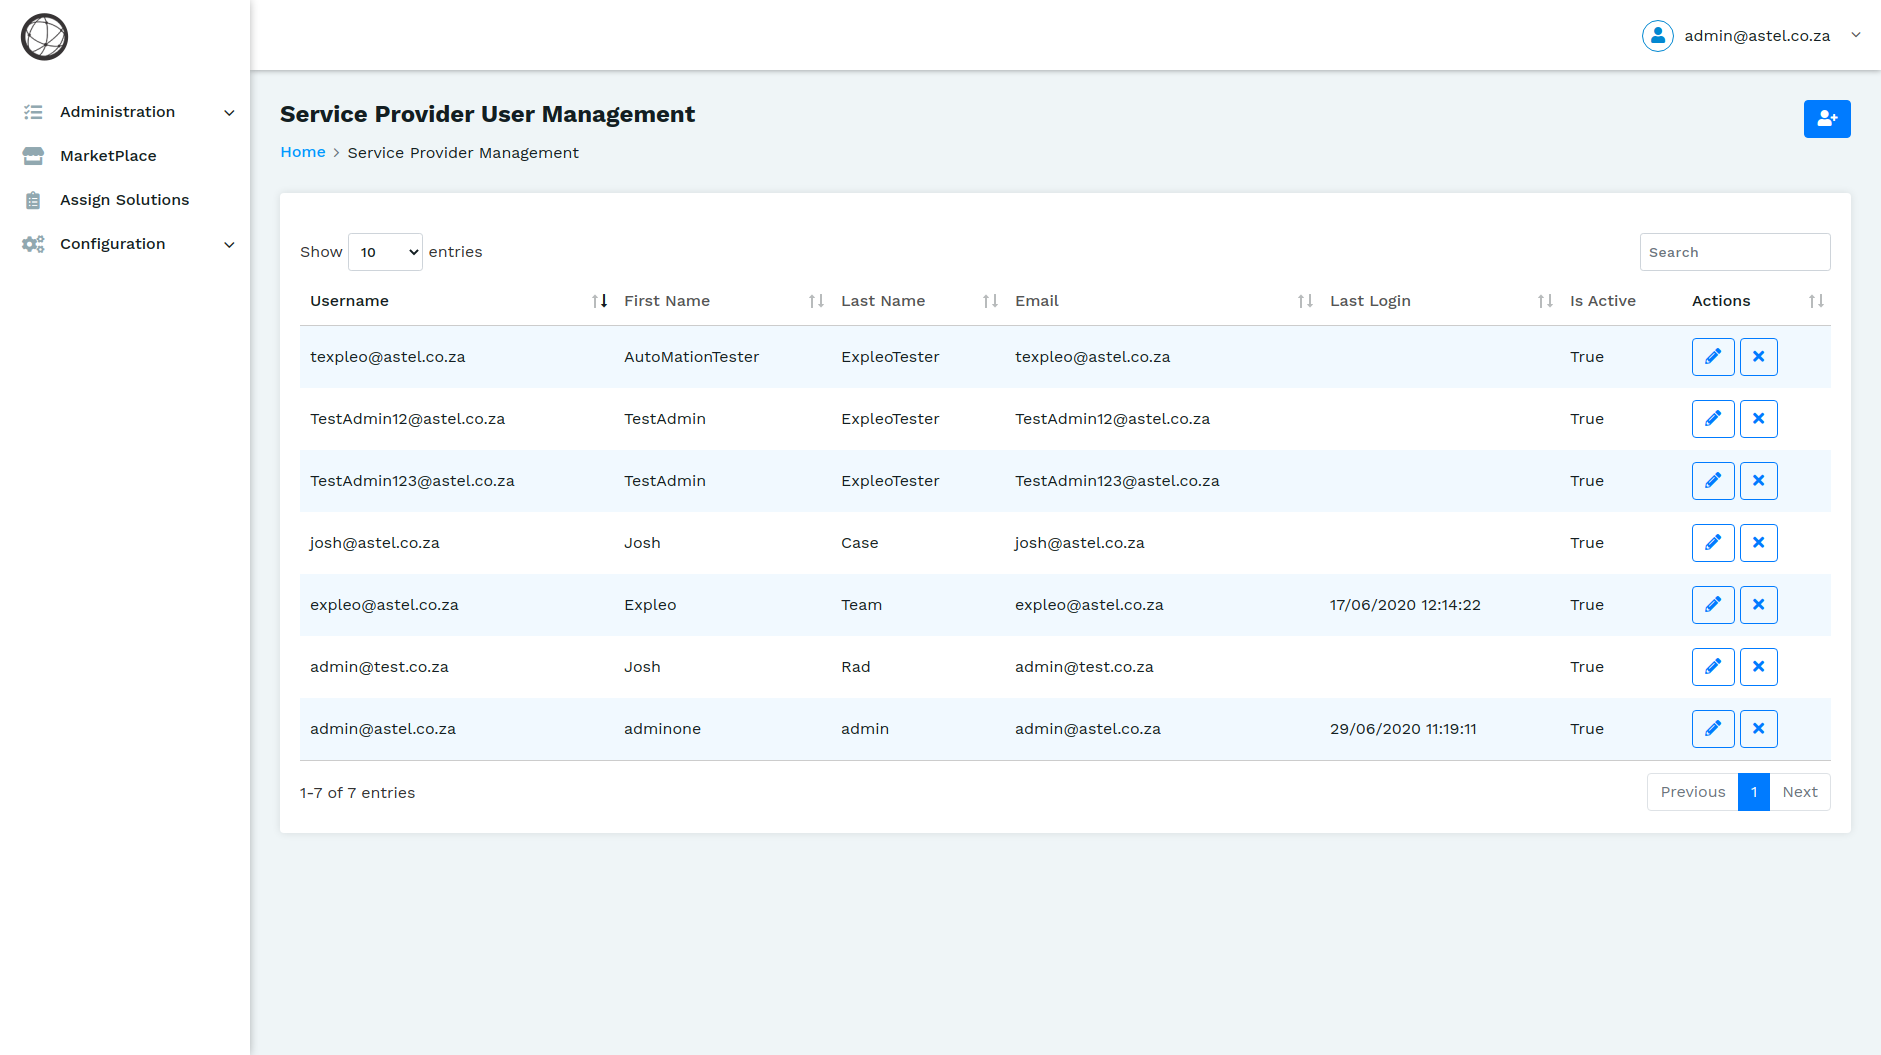 admin@astel.co.za
Administration
MarketPlace
Assign Solutions
Configuration
Service Provider User Management
Home > Service Provider Management
Show 10 entries
Search
Username First Name Last Name Email Last Login Is Active Actions
texpleo@astel.co.za AutoMationTester ExpleoTester texpleo@astel.co.za True
TestAdmin12@astel.co.za TestAdmin ExpleoTester TestAdmin12@astel.co.za True
TestAdmin123@astel.co.za TestAdmin ExpleoTester TestAdmin123@astel.co.za True
josh@astel.co.za Josh Case josh@astel.co.za True
expleo@astel.co.za Expleo Team expleo@astel.co.za 17/06/2020 12:14:22 True
admin@test.co.za Josh Rad admin@test.co.za True
admin@astel.co.za adminone admin admin@astel.co.za 29/06/2020 11:19:11 True
1-7 of 7 entries
Previous 1 Next